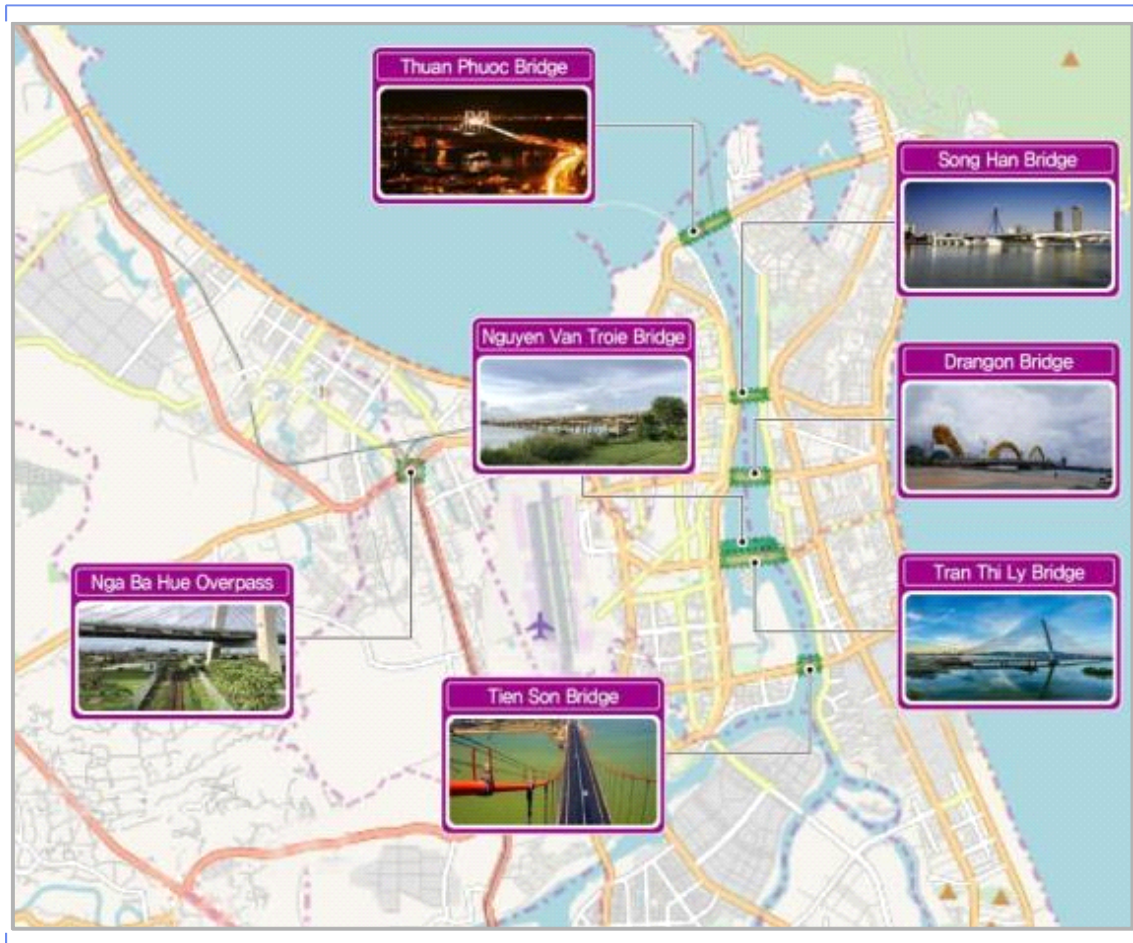 Thuan Phuoc Bridge
Song Han Bridge
Nguyen Van Troie Bridge
Drangon Bridge
Nga Ba Hue Overpass
Tran Thi Ly Bridge
Tien Son Bridge